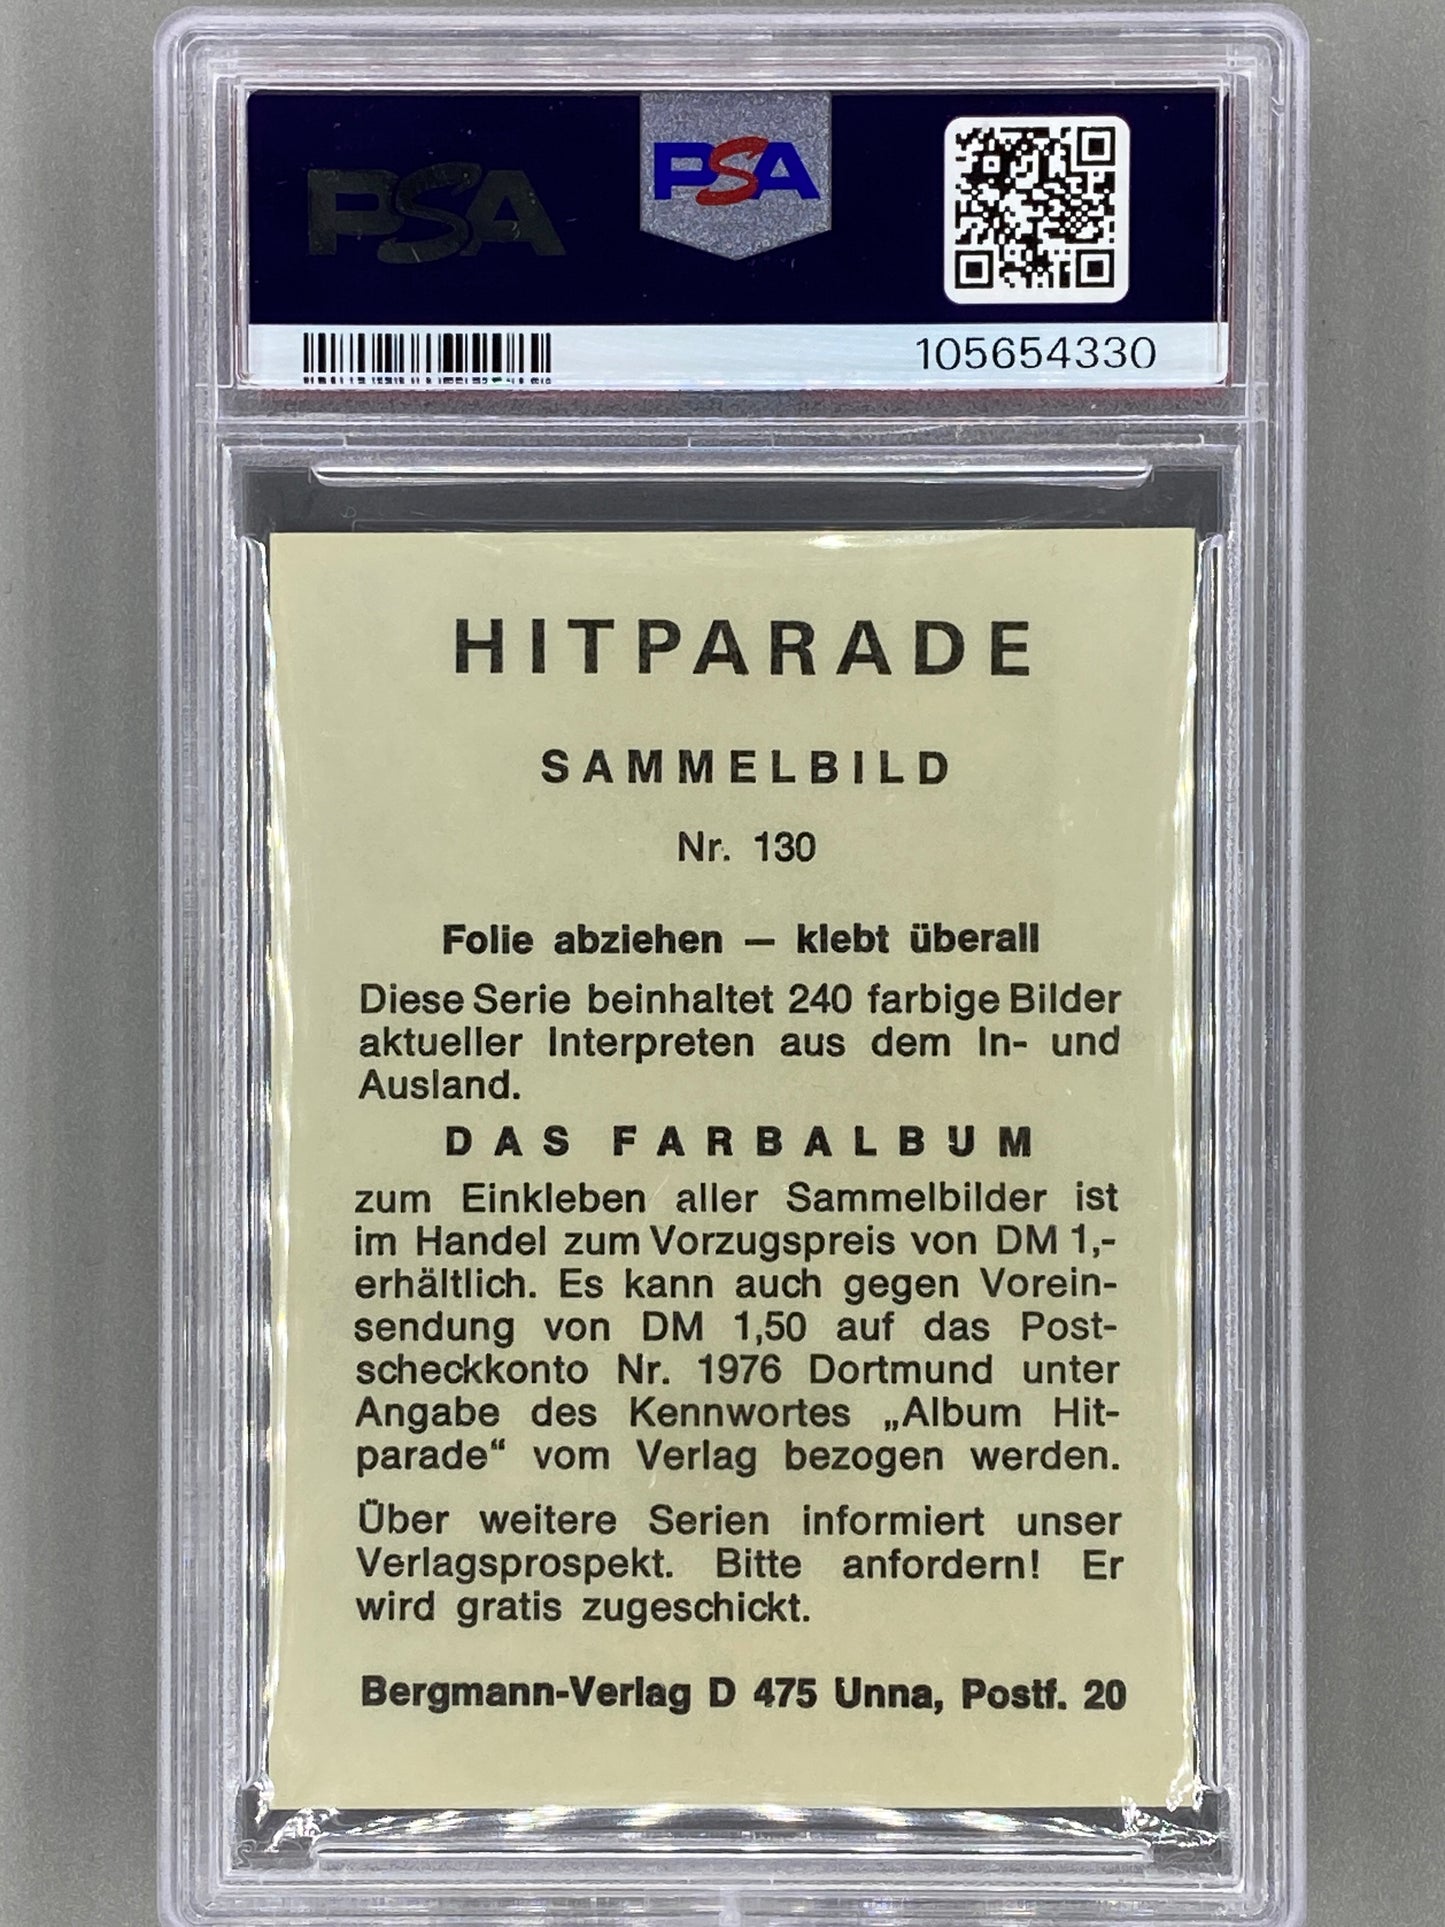 PSA
PSA
105654330
HITPARADE
SAMMELBILD
Nr. 130
Folie abziehen — klebt überall
Diese Serie beinhaltet 240 farbige Bilder
aktueller Interpreten aus dem In- und
Ausland.
DAS FARBALBUM
zum Einkleben aller Sammelbilder ist
im Handel zum Vorzugspreis von DM 1,-
erhältlich. Es kann auch gegen Vorein-
sendung von DM 1,50 auf das Post-
scheckkonto Nr. 1976 Dortmund unter
Angabe des Kennwortes „Album Hit-
parade“ vom Verlag bezogen werden.
Über weitere Serien informiert unser
Verlagsprospekt. Bitte anfordern! Er
wird gratis zugeschickt.
Bergmann-Verlag D 475 Unna, Postf. 20